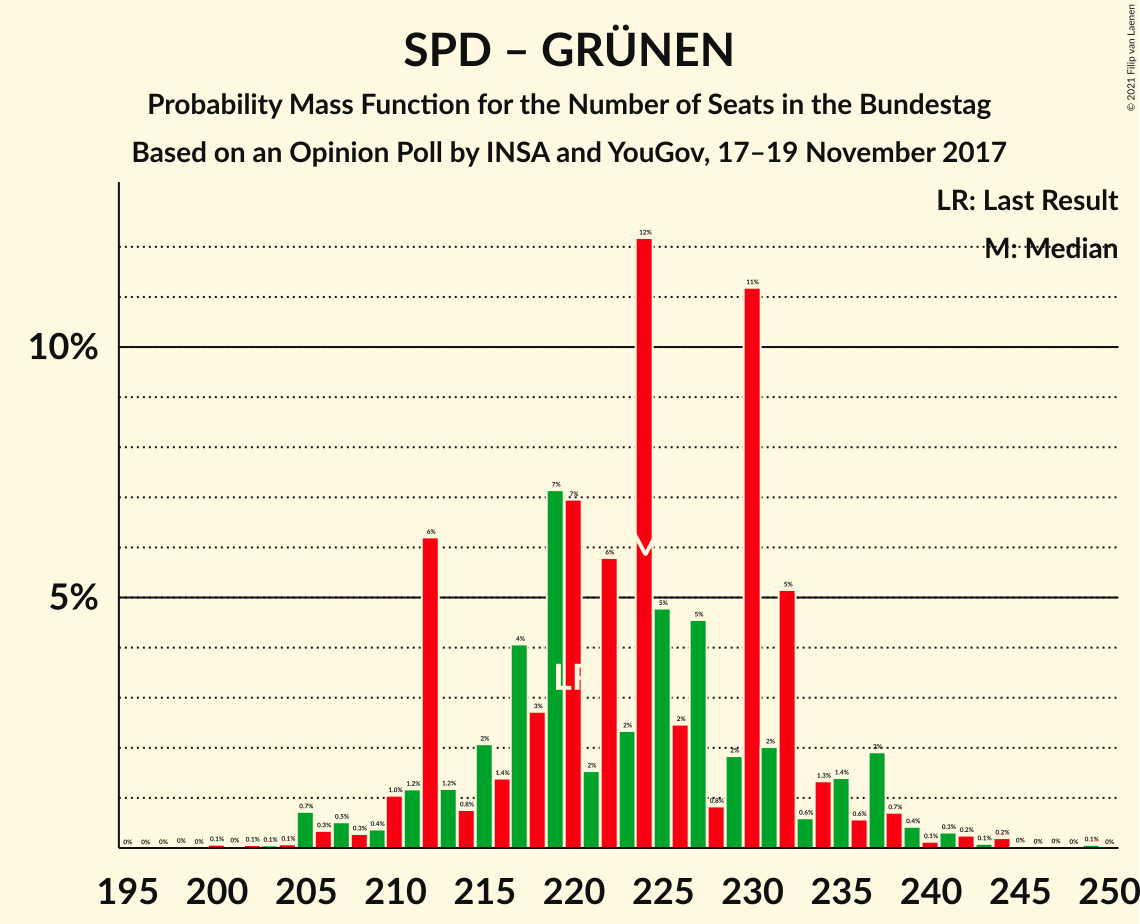 © 2021 Filip van Laenen
SPD – GRÜNEN
Probability Mass Function for the Number of Seats in the Bundestag
Based on an Opinion Poll by INSA and YouGov, 17–19 November 2017
LR: Last Result
M: Median
10%
5%
0% 0% 0% 0% 0% 0.1% 0% 0.1% 0.1% 0.1% 0.7% 0.3% 0.5% 0.3% 0.4% 1.0% 1.2% 6% 1.2% 0.8% 2% 1.4% 4% 3% 7% 7% 2% 6% 2% 12% 5% 2% 5% 0.8% 2% 11% 2% 5% 0.6% 1.3% 1.4% 0.6% 2% 0.7% 0.4% 0.1% 0.3% 0.2% 0.1% 0.2% 0% 0% 0% 0% 0.1% 0%
LR
195 200 205 210 215 220 225 230 235 240 245 250